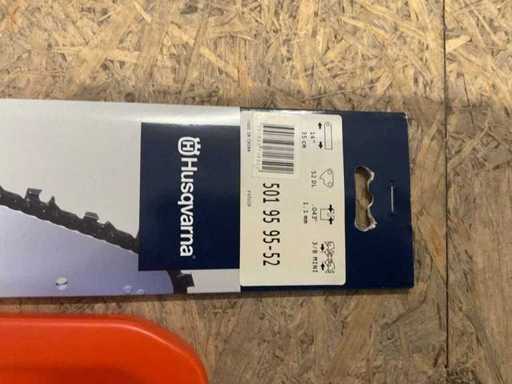 Husqvarna
14"
35 CM
52 DL
.043"
1.1 mm
3/8 MINI
501 95 95-52